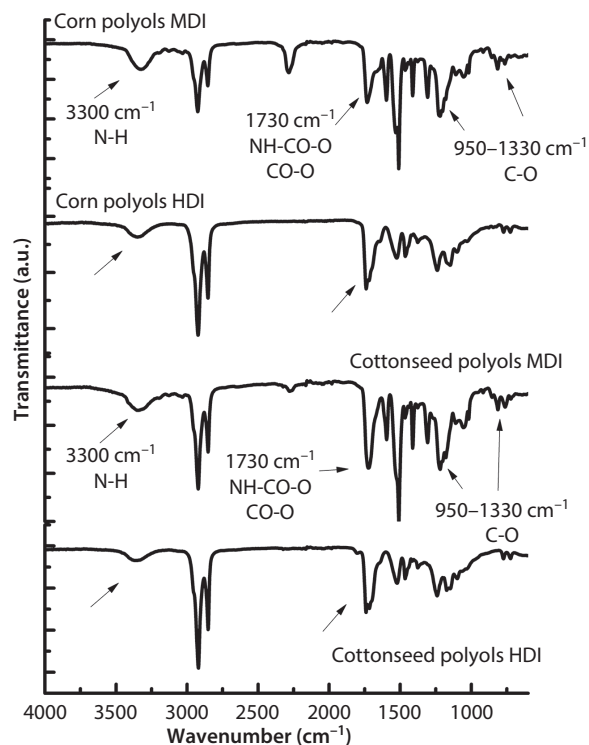 Corn polyols MDI
3300 cm⁻¹
N-H
1730 cm⁻¹
NH-CO-O
CO-O
950–1330 cm⁻¹
C-O
Corn polyols HDI
Cottonseed polyols MDI
3300 cm⁻¹
N-H
1730 cm⁻¹
NH-CO-O
CO-O
950–1330 cm⁻¹
C-O
Cottonseed polyols HDI
Transmittance (a.u.)
4000 3500 3000 2500 2000 1500 1000
Wavenumber (cm⁻¹)